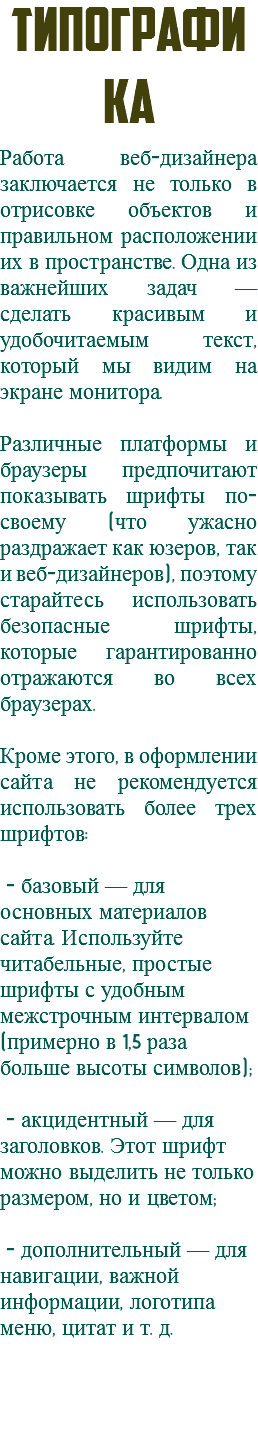 ТИПОГРАФИ
КА
Работа веб-дизайнера
заключается не только в
отрисовке объектов и
правильном расположении
их в пространстве. Одна из
важнейших задач —
сделать красивым и
удобочитаемым текст,
который мы видим на
экране монитора.
Различные платформы и
браузеры предпочитают
показывать шрифты по-
своему (что ужасно
раздражает как юзеров, так
и веб-дизайнеров), поэтому
старайтесь использовать
безопасные шрифты,
которые гарантированно
отражаются во всех
браузерах.
Кроме этого, в оформлении
сайта не рекомендуется
использовать более трех
шрифтов:
- базовый — для
основных материалов
сайта. Используйте
читабельные, простые
шрифты с удобным
межстрочным интервалом
(примерно в 1,5 раза
больше высоты символов);
- акцидентный — для
заголовков. Этот шрифт
можно выделить не только
размером, но и цветом;
- дополнительный — для
навигации, важной
информации, логотипа
меню, цитат и т. д.